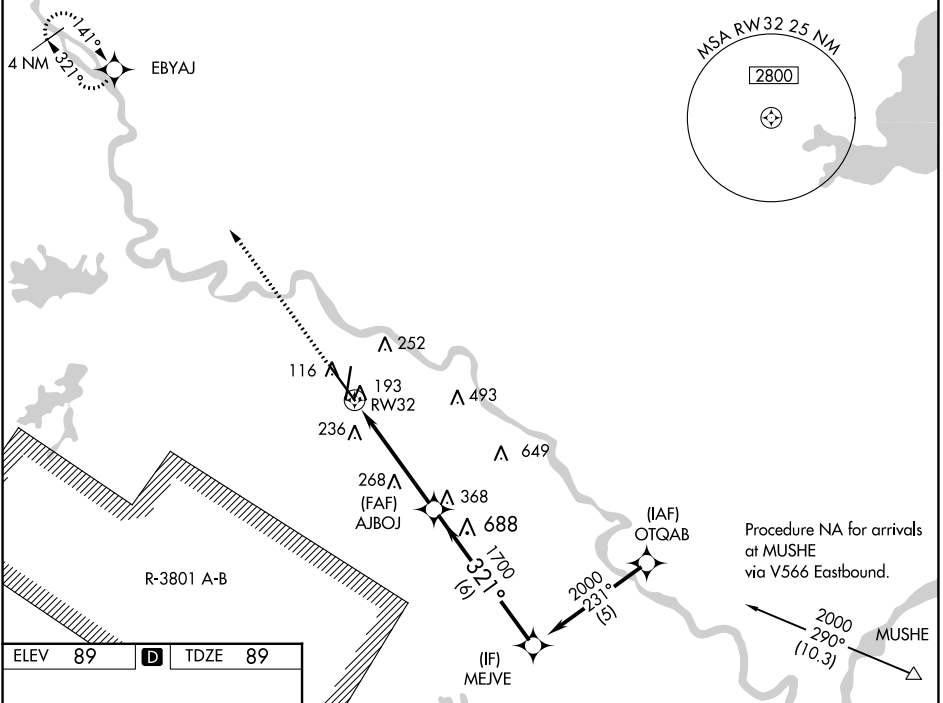 141°
321°
4 NM
EBYAJ
MSA RW32 25 NM
2800
252
116
193
RW32
493
236
649
268
(FAF)
AJBOJ
368
688
1700
321°
(6)
(IAF)
OTQAB
2000
231°
(5)
(IF)
MEJVE
Procedure NA for arrivals
at MUSHE
via V566 Eastbound.
2000
290°
(10.3)
MUSHE
R-3801 A-B
ELEV 89 D TDZE 89